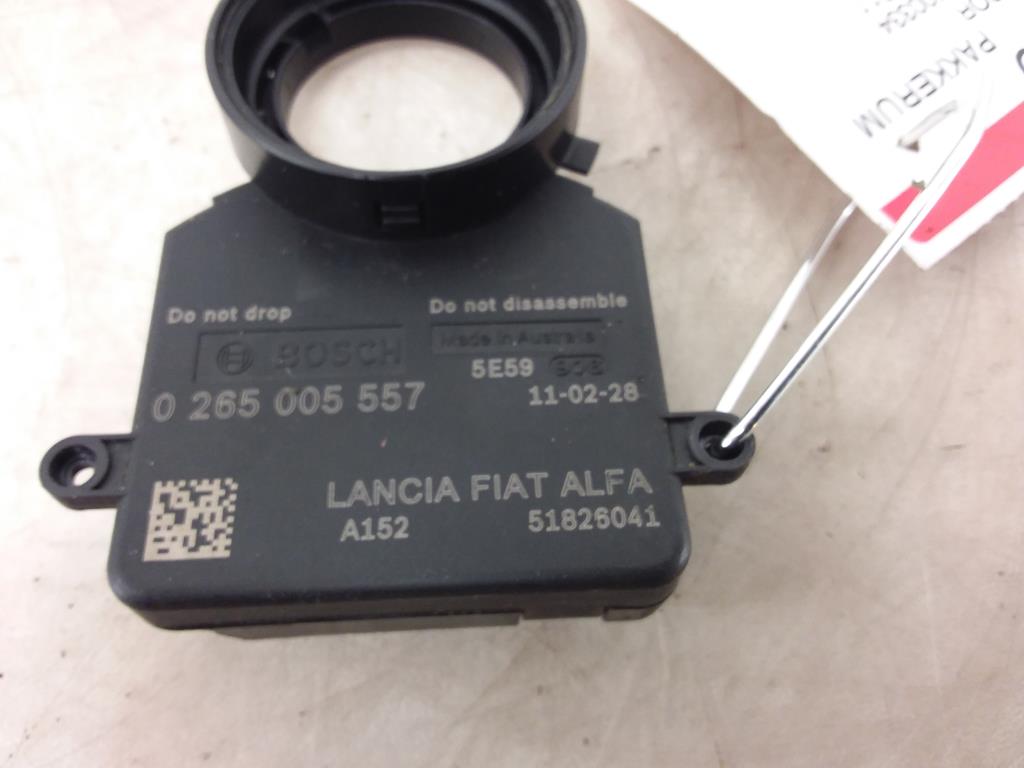 Do not drop
Do not disassemble
BOSCH
Made in Australia
5E59
0 265 005 557
11-02-28
LANCIA FIAT ALFA
A152
51826041
PAKKERUM